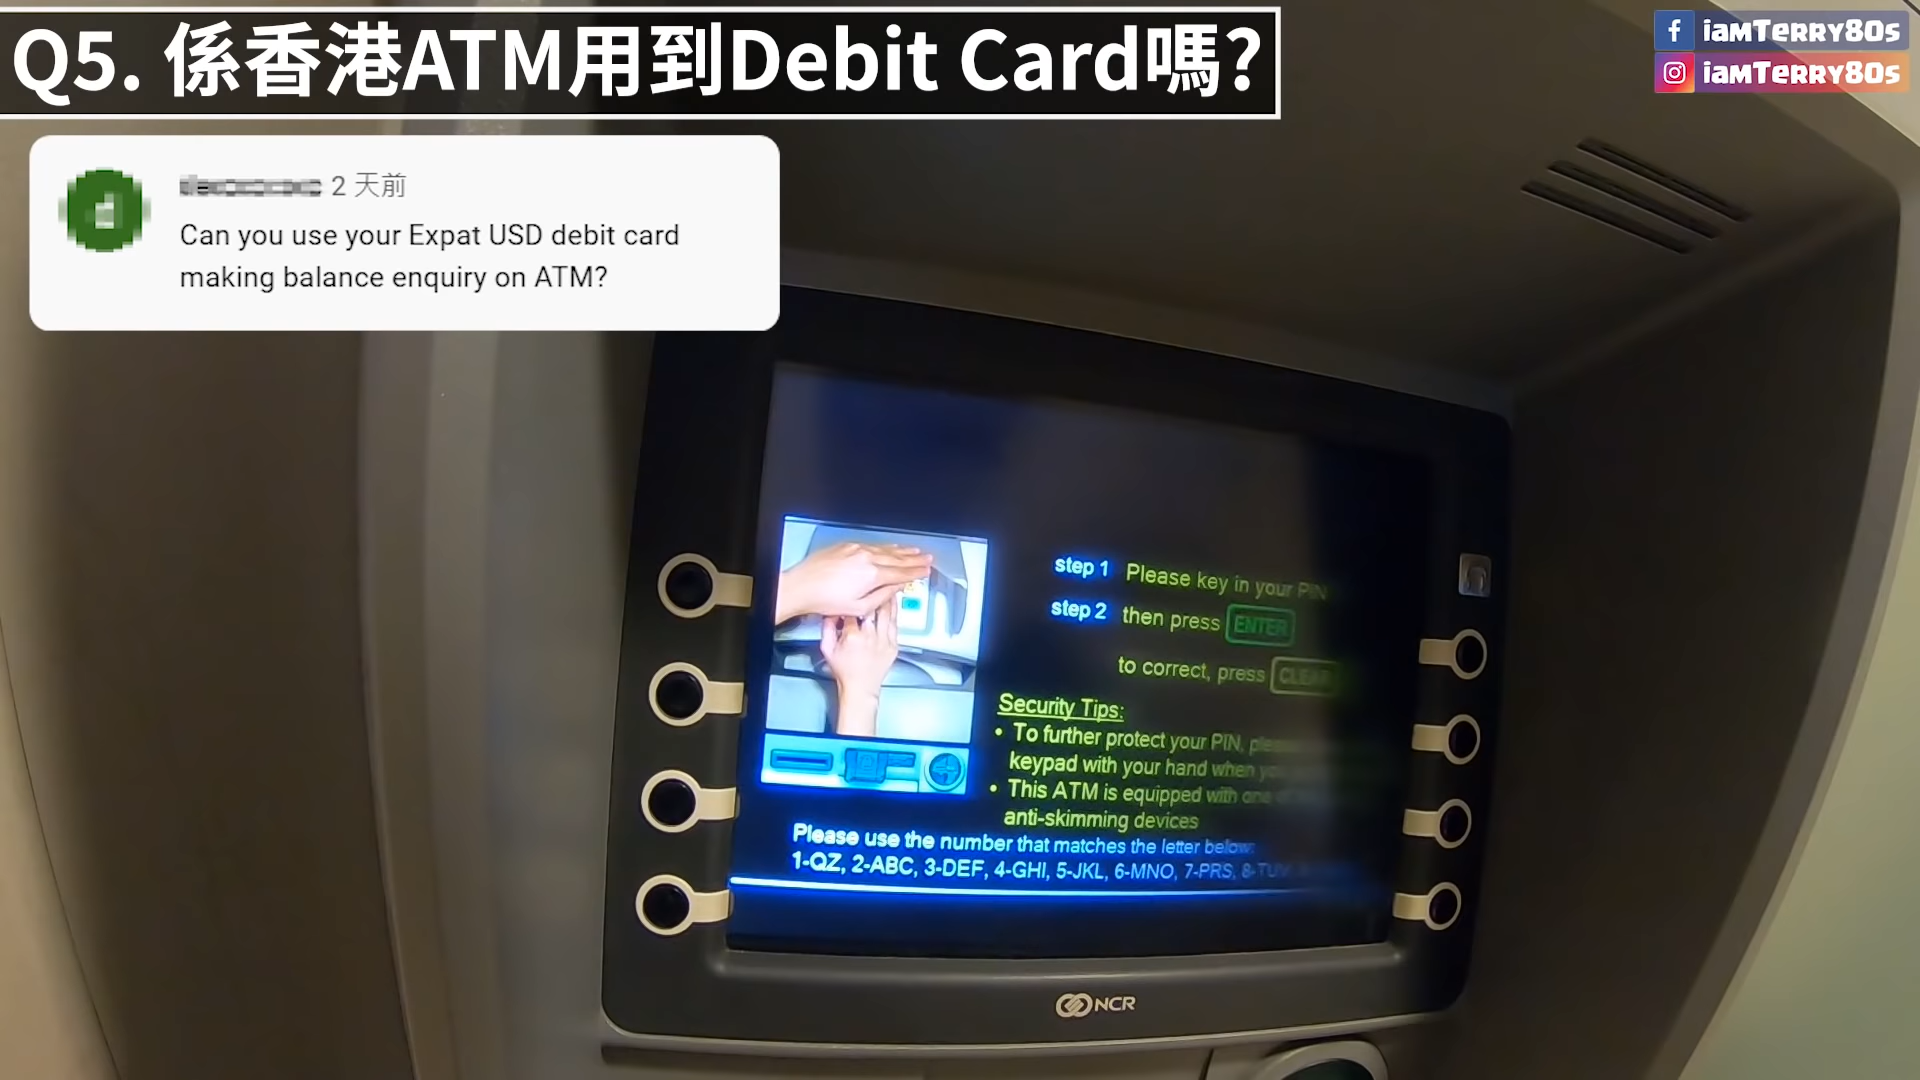 Q5. 係香港ATM用到Debit Card嗎?
iamTerry80s
iamTerry80s
2 天前
Can you use your Expat USD debit card
making balance enquiry on ATM?
step 1 Please key in your PIN
step 2 then press ENTER
to correct, press CLEAR
Security Tips:
• To further protect your PIN,
keypad with your hand when
• This ATM is equipped with one
anti-skimming devices
Please use the number that matches the letter below:
1-QZ, 2-ABC, 3-DEF, 4-GHI, 5-JKL, 6-MNO, 7-PRS, 8-TUV
NCR